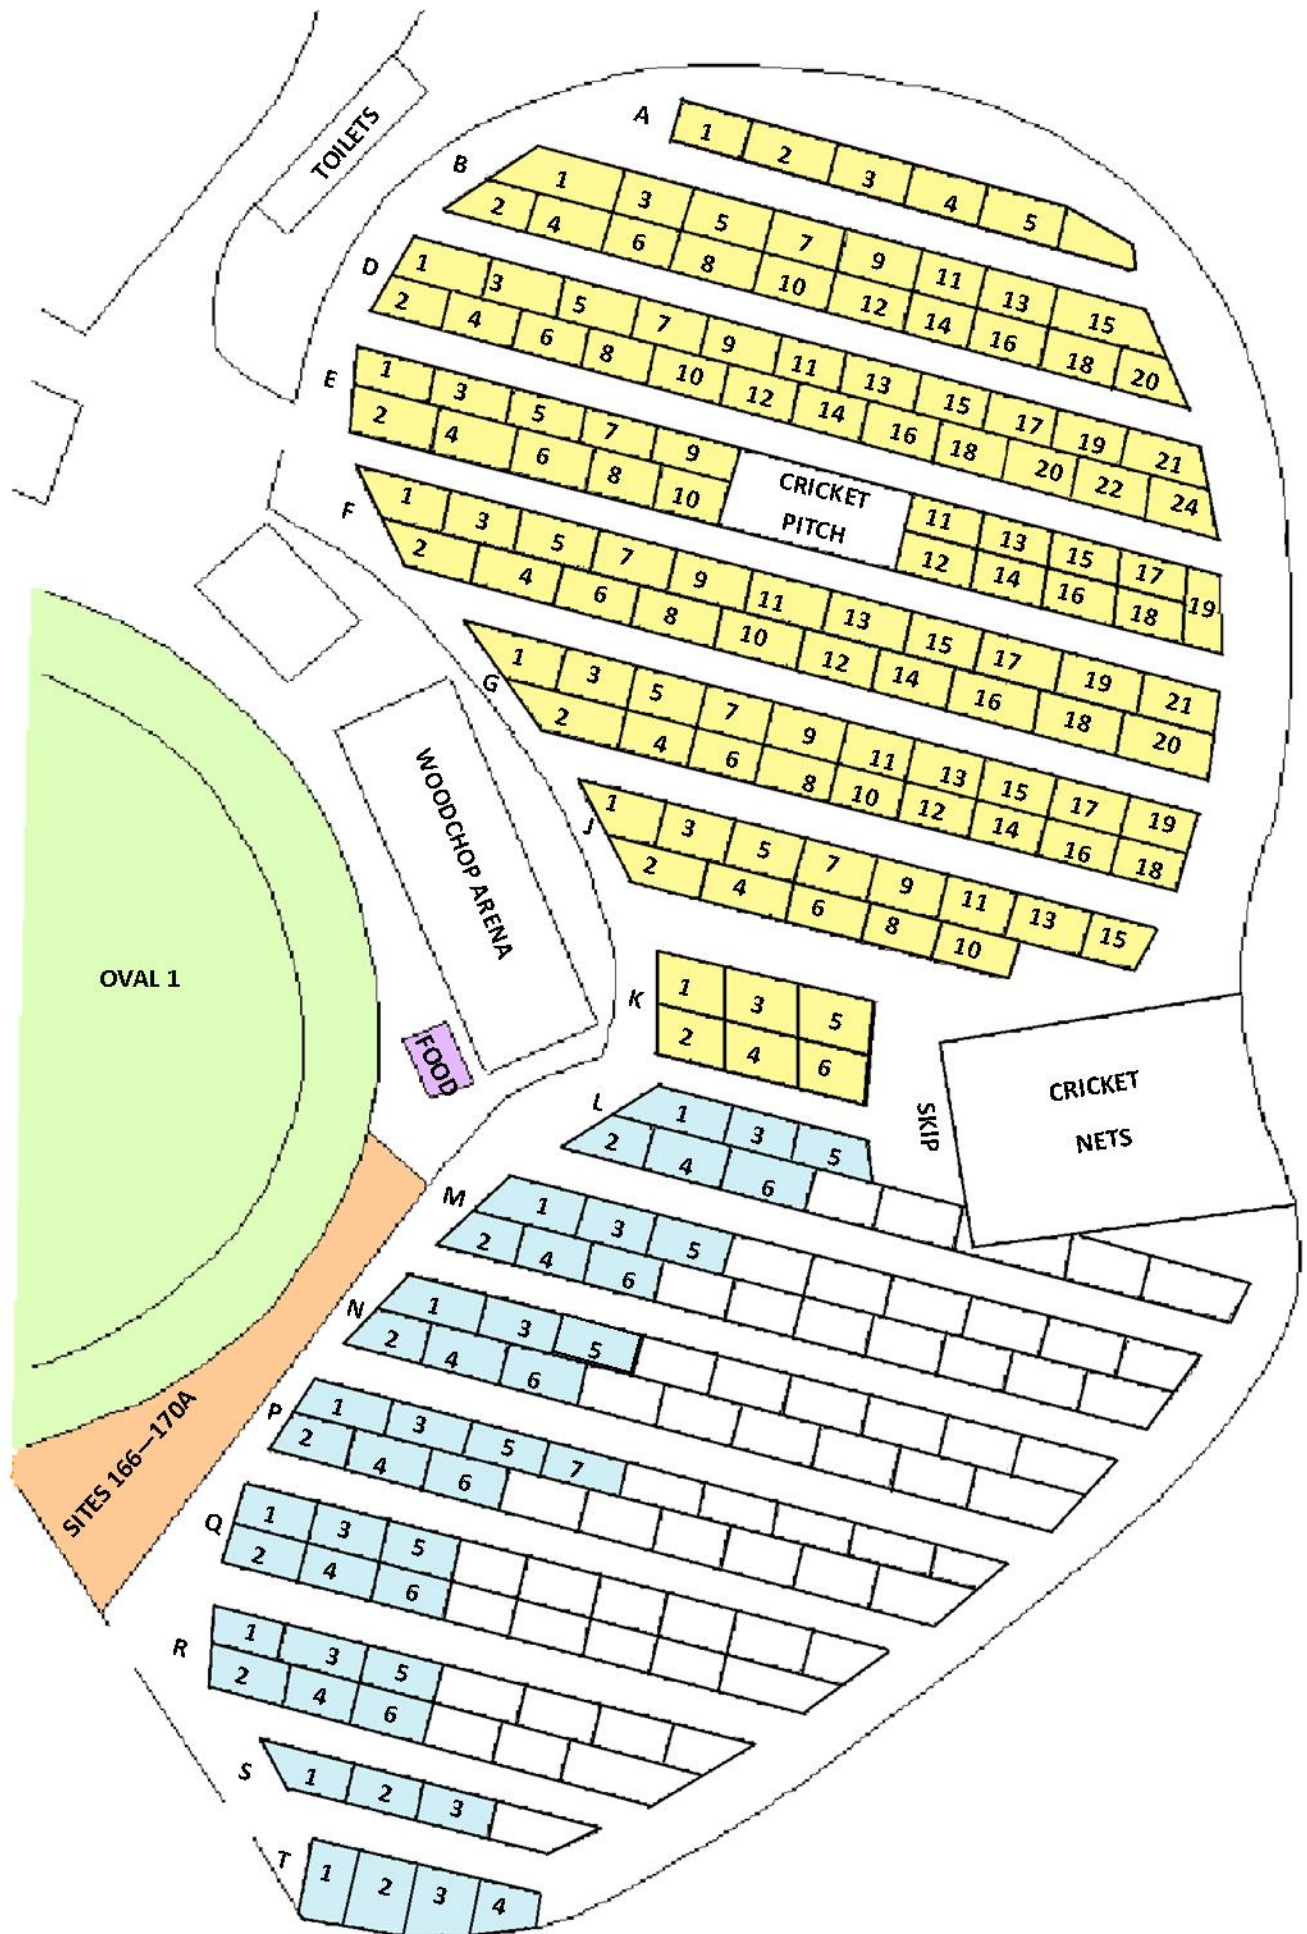 TOILETS
A
1 2 3 4 5
B
1 3 5 7 9 11 13 15
2 4 6 8 10 12 14 16 18 20
D
1 3 5 7 9 11 13 15 17 19 21
2 4 6 8 10 12 14 16 18 20 22 24
E
1 3 5 7 9
2 4 6 8 10
CRICKET
PITCH
11 13 15 17 19
12 14 16 18
F
1 3 5 7 9 11 13 15 17 19 21
2 4 6 8 10 12 14 16 18 20
G
1 3 5 7 9 11 13 15 17 19
2 4 6 8 10 12 14 16 18
WOODCHOP ARENA
J
1 3 5 7 9 11 13 15
2 4 6 8 10
OVAL 1
K
1 3 5
2 4 6
FOOD
CRICKET
NETS
SKIP
L
1 3 5
2 4 6
M
1 3 5
2 4 6
N
1 3 5
2 4 6
P
1 3 5 7
2 4 6
SITES 166—170A
Q
1 3 5
2 4 6
R
1 3 5
2 4 6
S
1 2 3
T
1 2 3 4